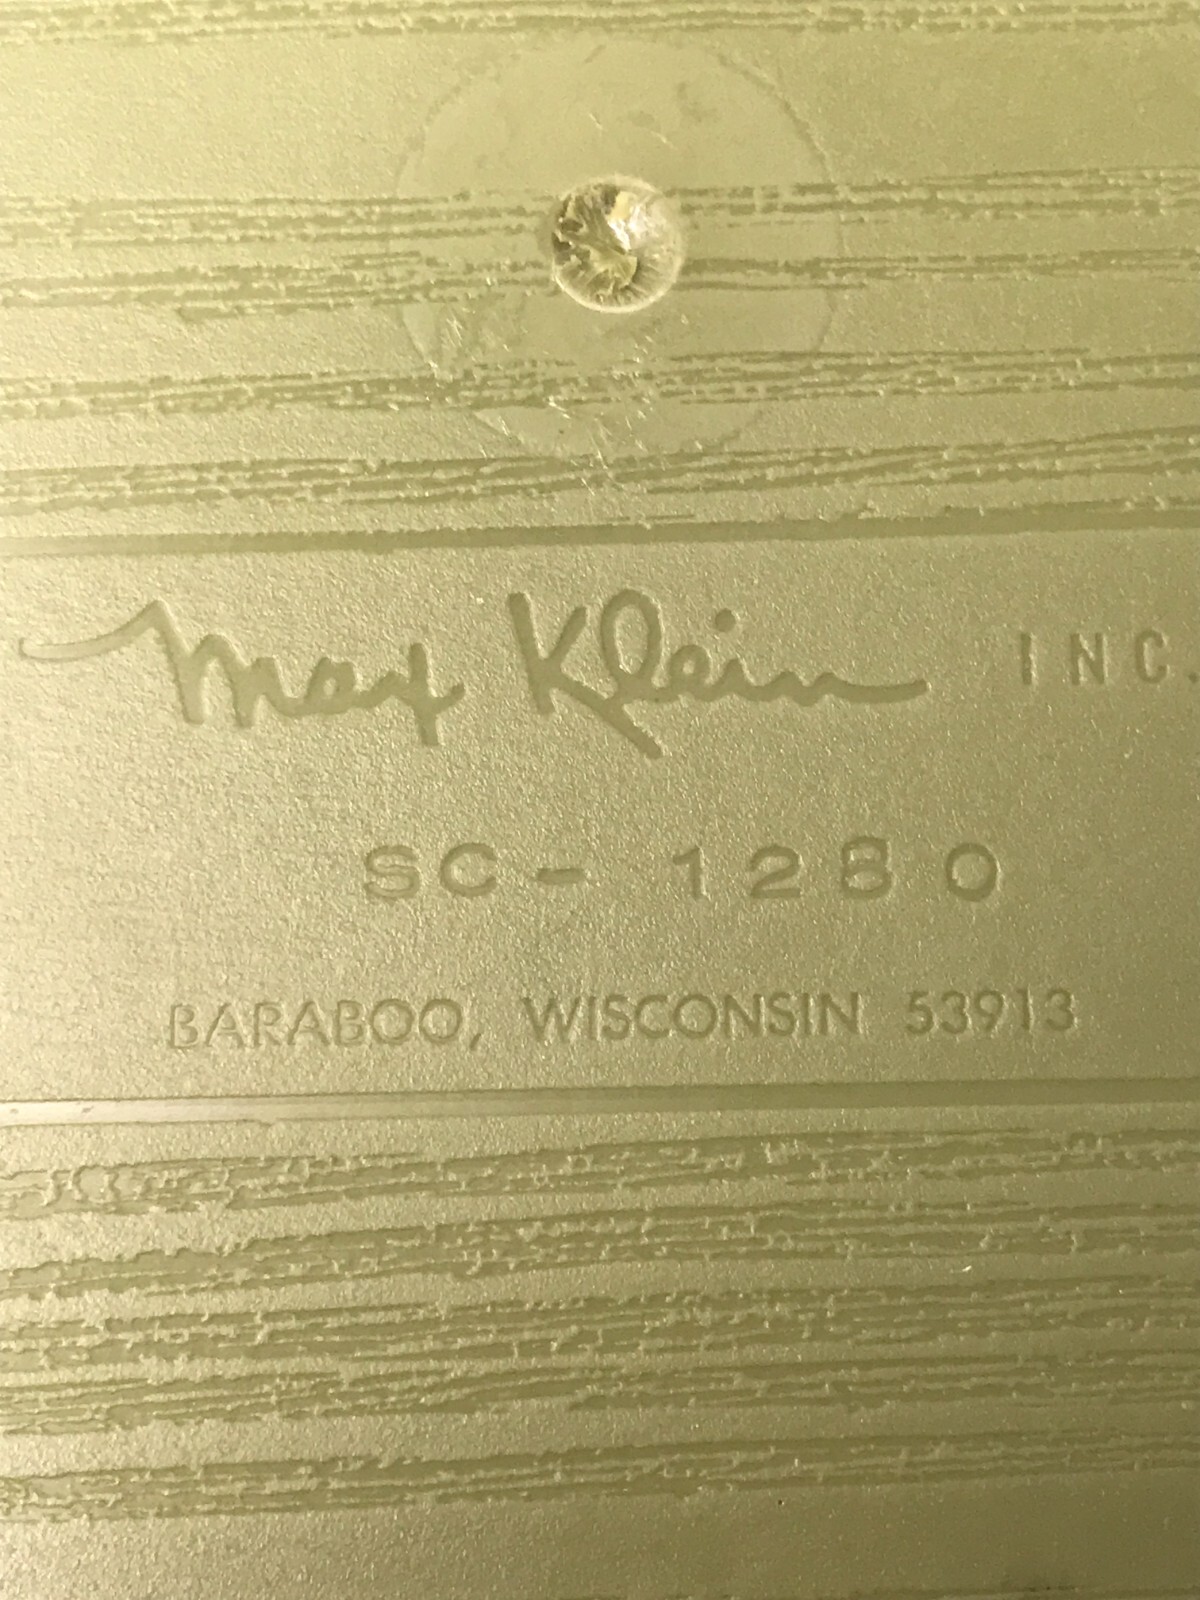 Max Klein INC.
SC- 1280
BARABOO, WISCONSIN 53913